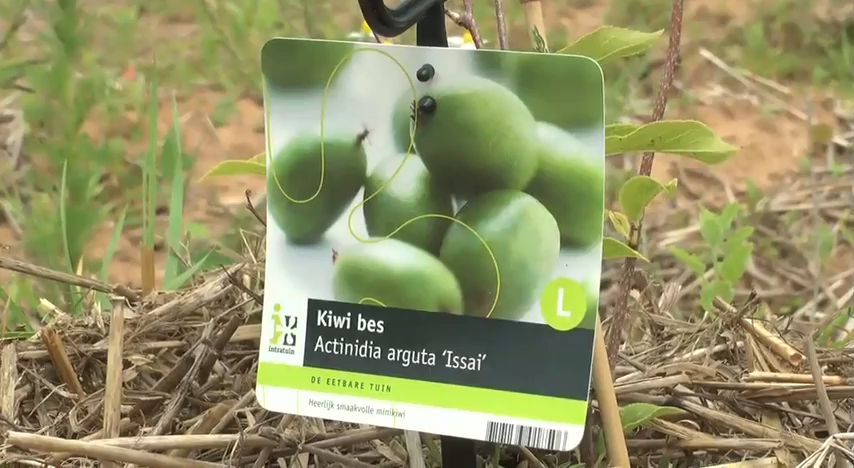 L
Kiwi bes
Actinidia arguta 'Issai'
intratuin
DE EETBARE TUIN
Heerlijk smaakvolle minikiwi